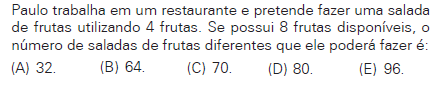 Paulo trabalha em um restaurante e pretende fazer uma salada
de frutas utilizando 4 frutas. Se possui 8 frutas disponíveis, o
número de saladas de frutas diferentes que ele poderá fazer é:
(A) 32. (B) 64. (C) 70. (D) 80. (E) 96.